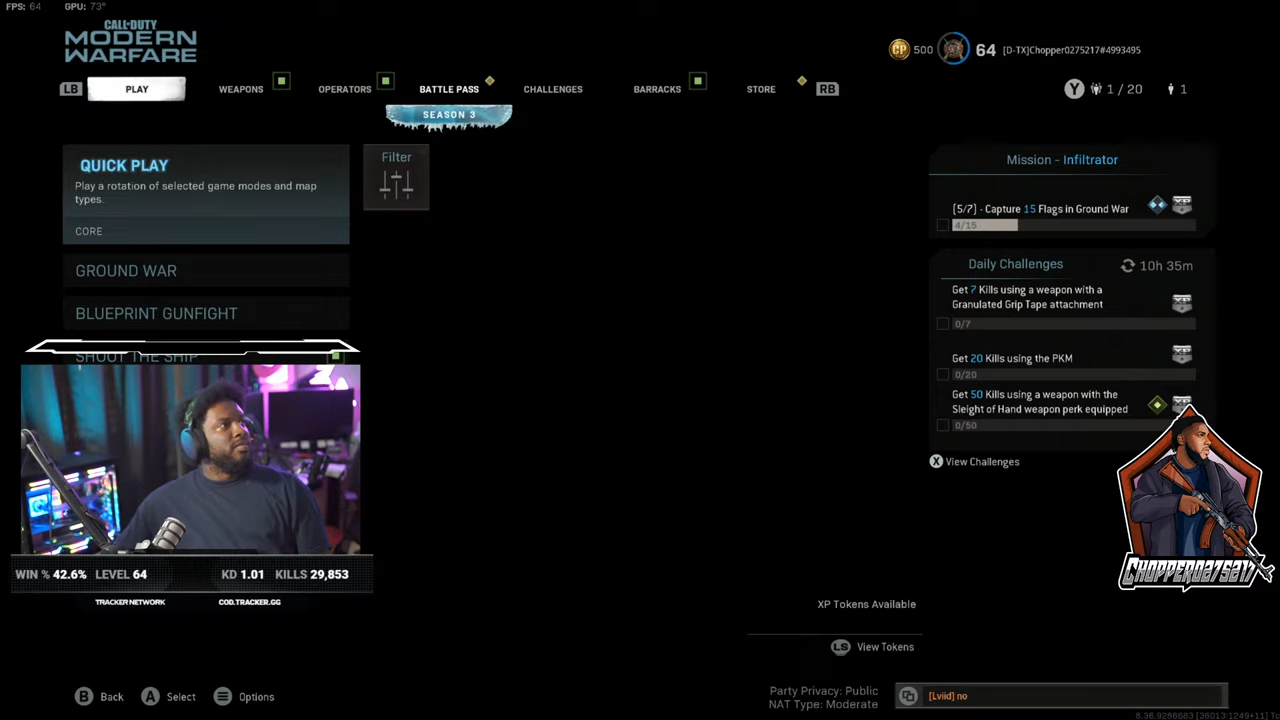 FPS: 64 GPU: 73°
CALL OF DUTY
MODERN
WARFARE
CP 500 64 [D-TX]Chopper0275217#4993495
LB PLAY WEAPONS OPERATORS BATTLE PASS CHALLENGES BARRACKS STORE RB Y 1 / 20 1
SEASON 3
QUICK PLAY
Play a rotation of selected game modes and map
types.
CORE
Filter
GROUND WAR
BLUEPRINT GUNFIGHT
SHOOT THE SHIP
Mission - Infiltrator
[5/7] - Capture 15 Flags in Ground War
4/15
Daily Challenges 10h 35m
Get 7 Kills using a weapon with a
Granulated Grip Tape attachment
0/7
Get 20 Kills using the PKM
0/20
Get 50 Kills using a weapon with the
Sleight of Hand weapon perk equipped
0/50
X View Challenges
CHOPPER0275217
WIN % 42.6% LEVEL 64 KD 1.01 KILLS 29,853
TRACKER NETWORK COD.TRACKER.GG
XP Tokens Available
LS View Tokens
B Back A Select Options
Party Privacy: Public
NAT Type: Moderate
[Lviid] no